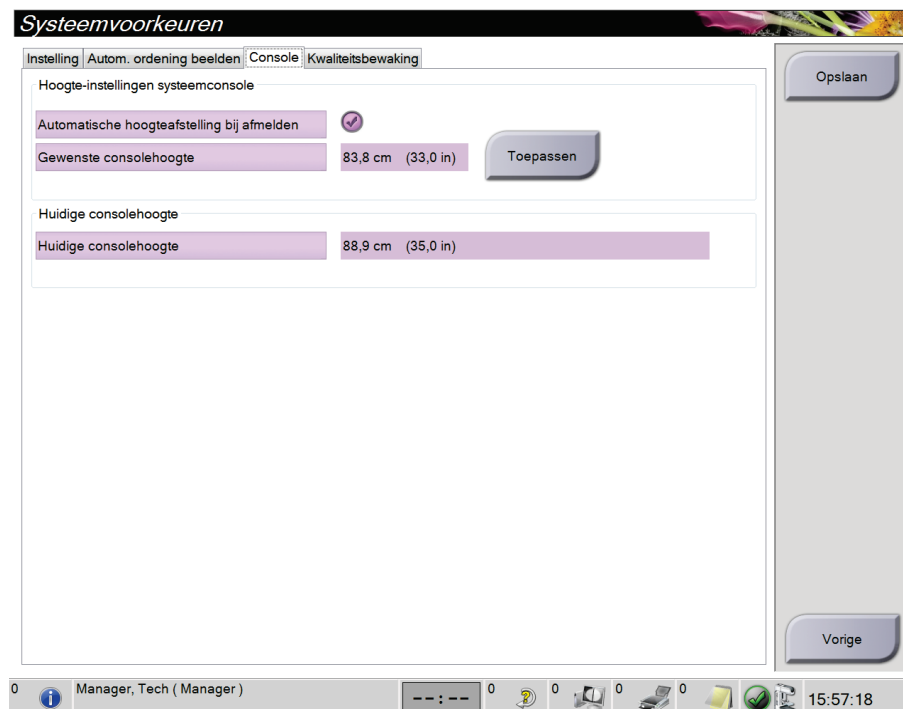 Systeemvoorkeuren
Instelling Autom. ordening beelden Console Kwaliteitsbewaking
Opslaan
Hoogte-instellingen systeemconsole
Automatische hoogteafstelling bij afmelden
Gewenste consolehoogte 83,8 cm (33,0 in) Toepassen
Huidige consolehoogte
Huidige consolehoogte 88,9 cm (35,0 in)
Vorige
0 Manager, Tech ( Manager ) --:-- 0 0 0 0 15:57:18